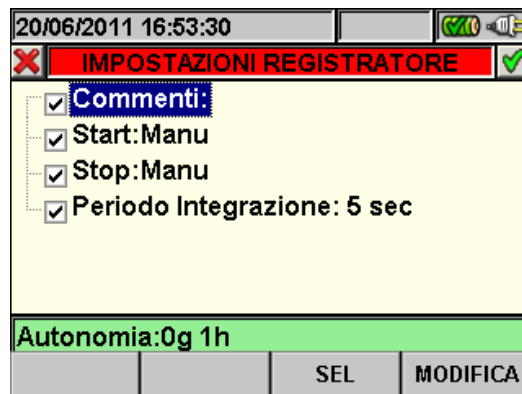 20/06/2011 16:53:30
IMPOSTAZIONI REGISTRATORE
Commenti:
Start:Manu
Stop:Manu
Periodo Integrazione: 5 sec
Autonomia:0g 1h
SEL MODIFICA